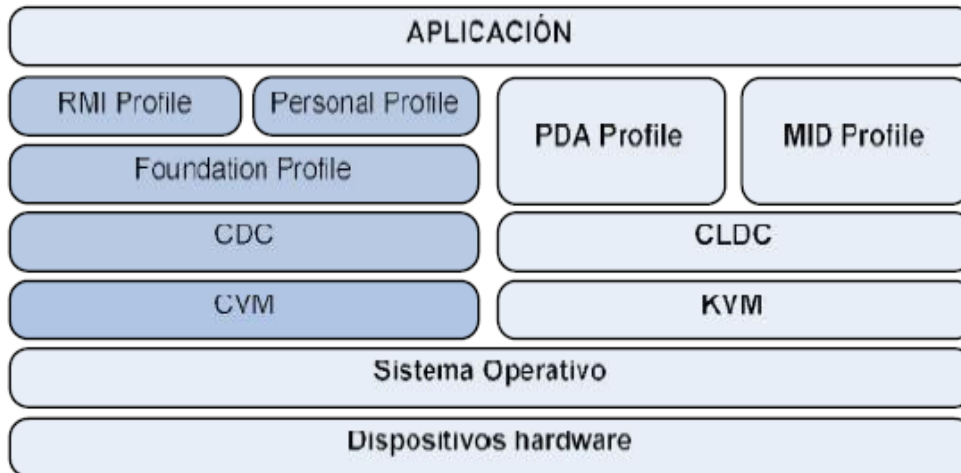 APLICACIÓN
RMI Profile
Personal Profile
PDA Profile
MID Profile
Foundation Profile
CDC
CLDC
CVM
KVM
Sistema Operativo
Dispositivos hardware